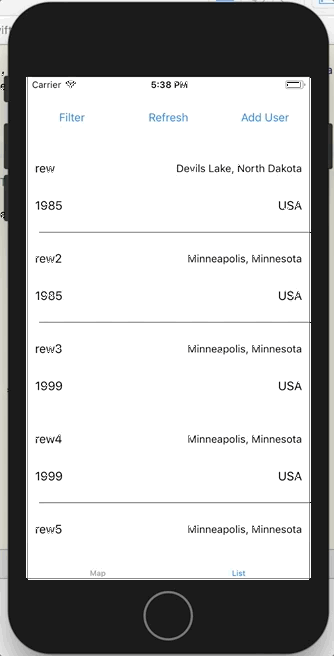 Carrier 5:38 PM
Filter Refresh Add User
rew Devils Lake, North Dakota
1985 USA
rew2 Minneapolis, Minnesota
1985 USA
rew3 Minneapolis, Minnesota
1999 USA
rew4 Minneapolis, Minnesota
1999 USA
rew5 Minneapolis, Minnesota
Map List